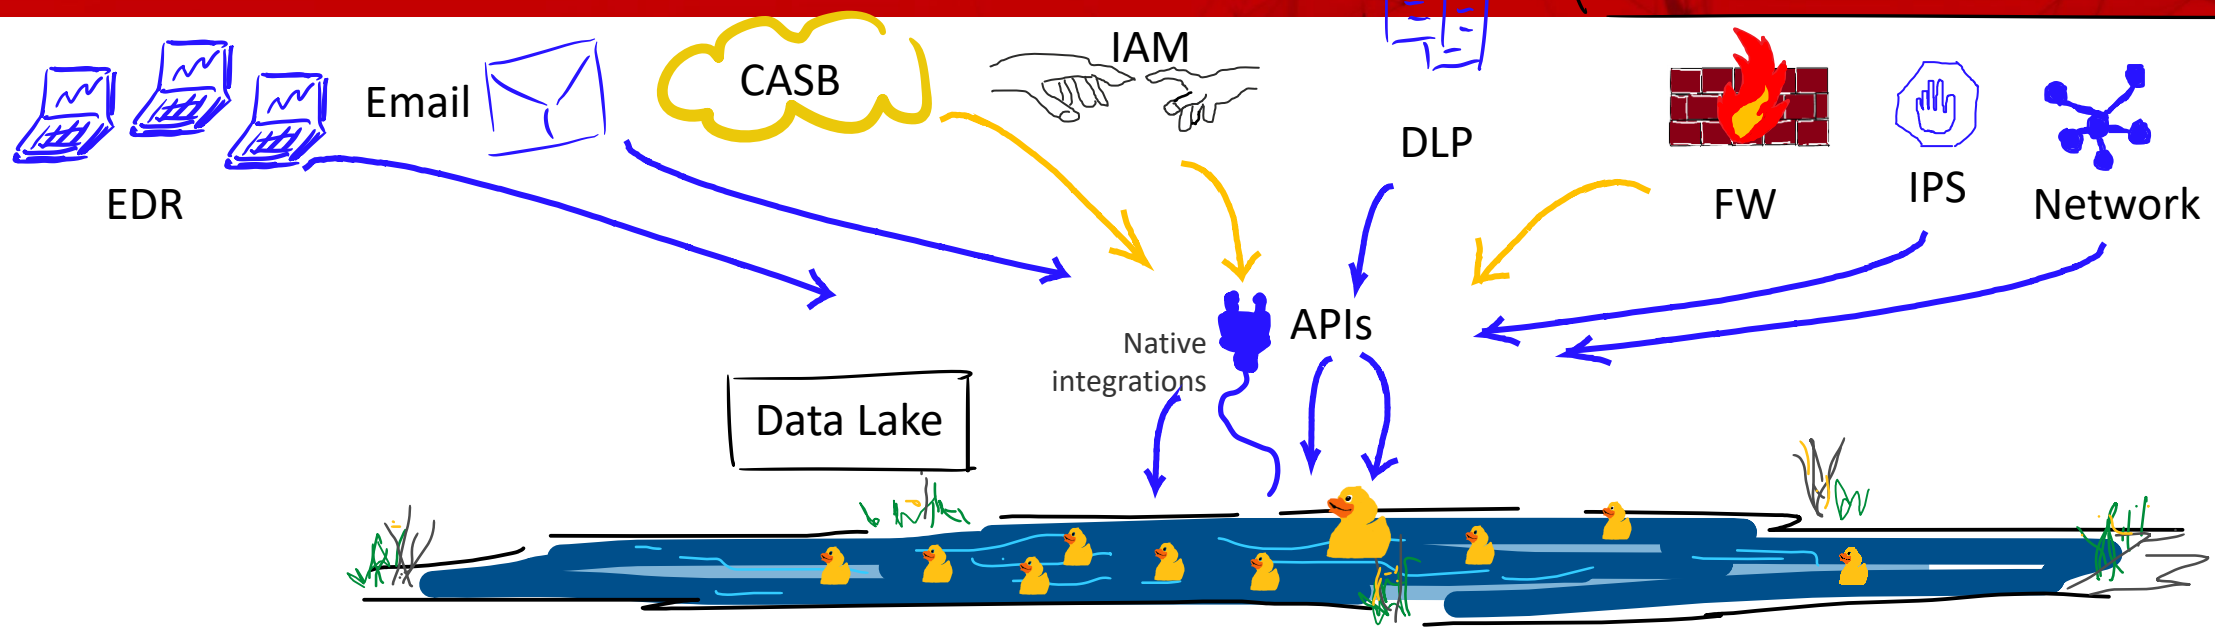 IAM
CASB
Email
DLP
EDR
FW
IPS
Network
Native
integrations
APIs
Data Lake